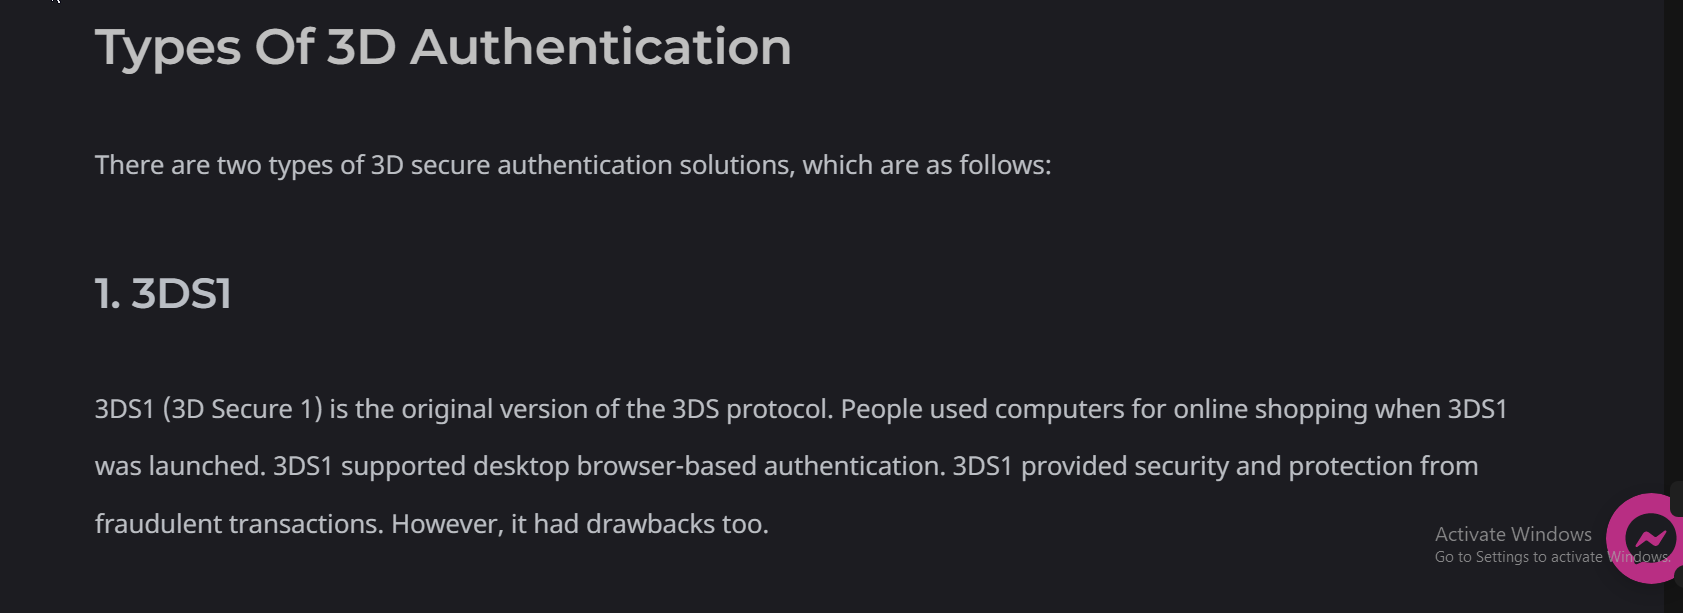 Types Of 3D Authentication
There are two types of 3D secure authentication solutions, which are as follows:
1. 3DS1
3DS1 (3D Secure 1) is the original version of the 3DS protocol. People used computers for online shopping when 3DS1
was launched. 3DS1 supported desktop browser-based authentication. 3DS1 provided security and protection from
fraudulent transactions. However, it had drawbacks too.
Activate Windows
Go to Settings to activate Windows.